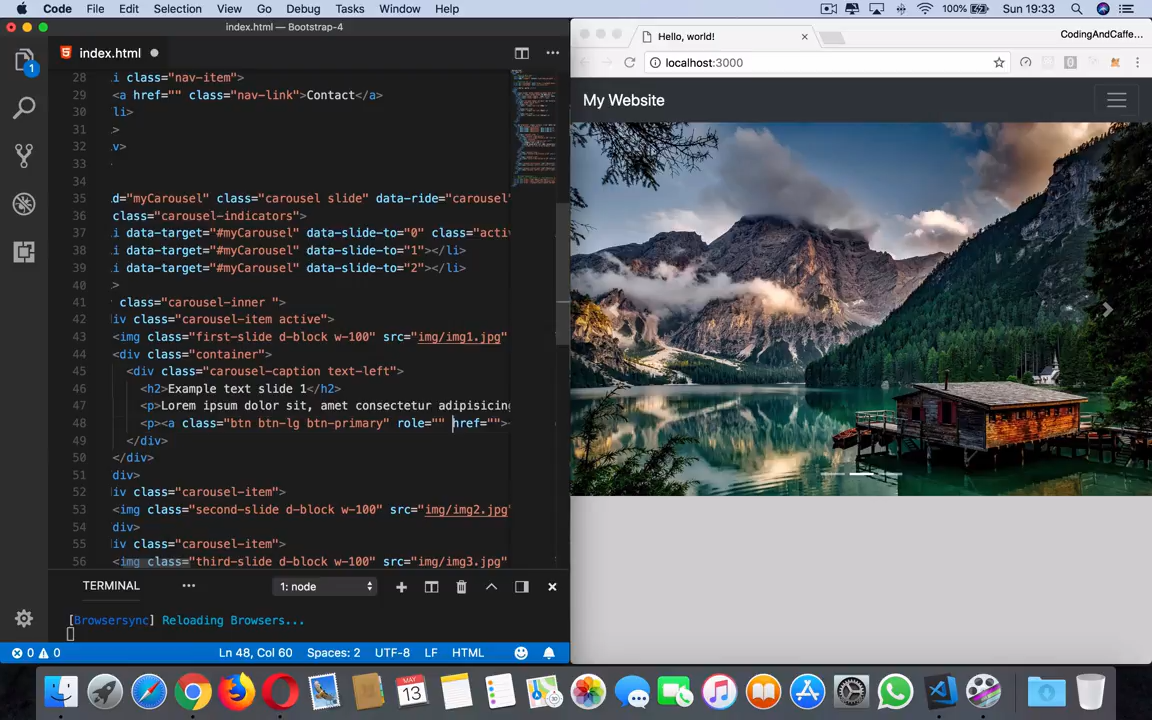 Code File Edit Selection View Go Debug Tasks Window Help 100% Sun 19:33
index.html — Bootstrap-4
index.html
Hello, world!
CodingAndCaffe...
localhost:3000
1
My Website
28 i class="nav-item">
29 <a href="" class="nav-link">Contact</a>
30 li>
31 >
32 v>
33
34
35 d="myCarousel" class="carousel slide" data-ride="carousel"
36 class="carousel-indicators">
37 i data-target="#myCarousel" data-slide-to="0" class="activ
38 i data-target="#myCarousel" data-slide-to="1"></li>
39 i data-target="#myCarousel" data-slide-to="2"></li>
40 >
41 class="carousel-inner ">
42 iv class="carousel-item active">
43 <img class="first-slide d-block w-100" src="img/img1.jpg"
44 <div class="container">
45 <div class="carousel-caption text-left">
46 <h2>Example text slide 1</h2>
47 <p>Lorem ipsum dolor sit, amet consectetur adipisicing
48 <p><a class="btn btn-lg btn-primary" role="" href="">
49 </div>
50 </div>
51 div>
52 iv class="carousel-item">
53 <img class="second-slide d-block w-100" src="img/img2.jpg"
54 div>
55 iv class="carousel-item">
56 <img class="third-slide d-block w-100" src="img/img3.jpg"
TERMINAL
1: node
[Browsersync] Reloading Browsers...
0 0 Ln 48, Col 60 Spaces: 2 UTF-8 LF HTML
MAY
13